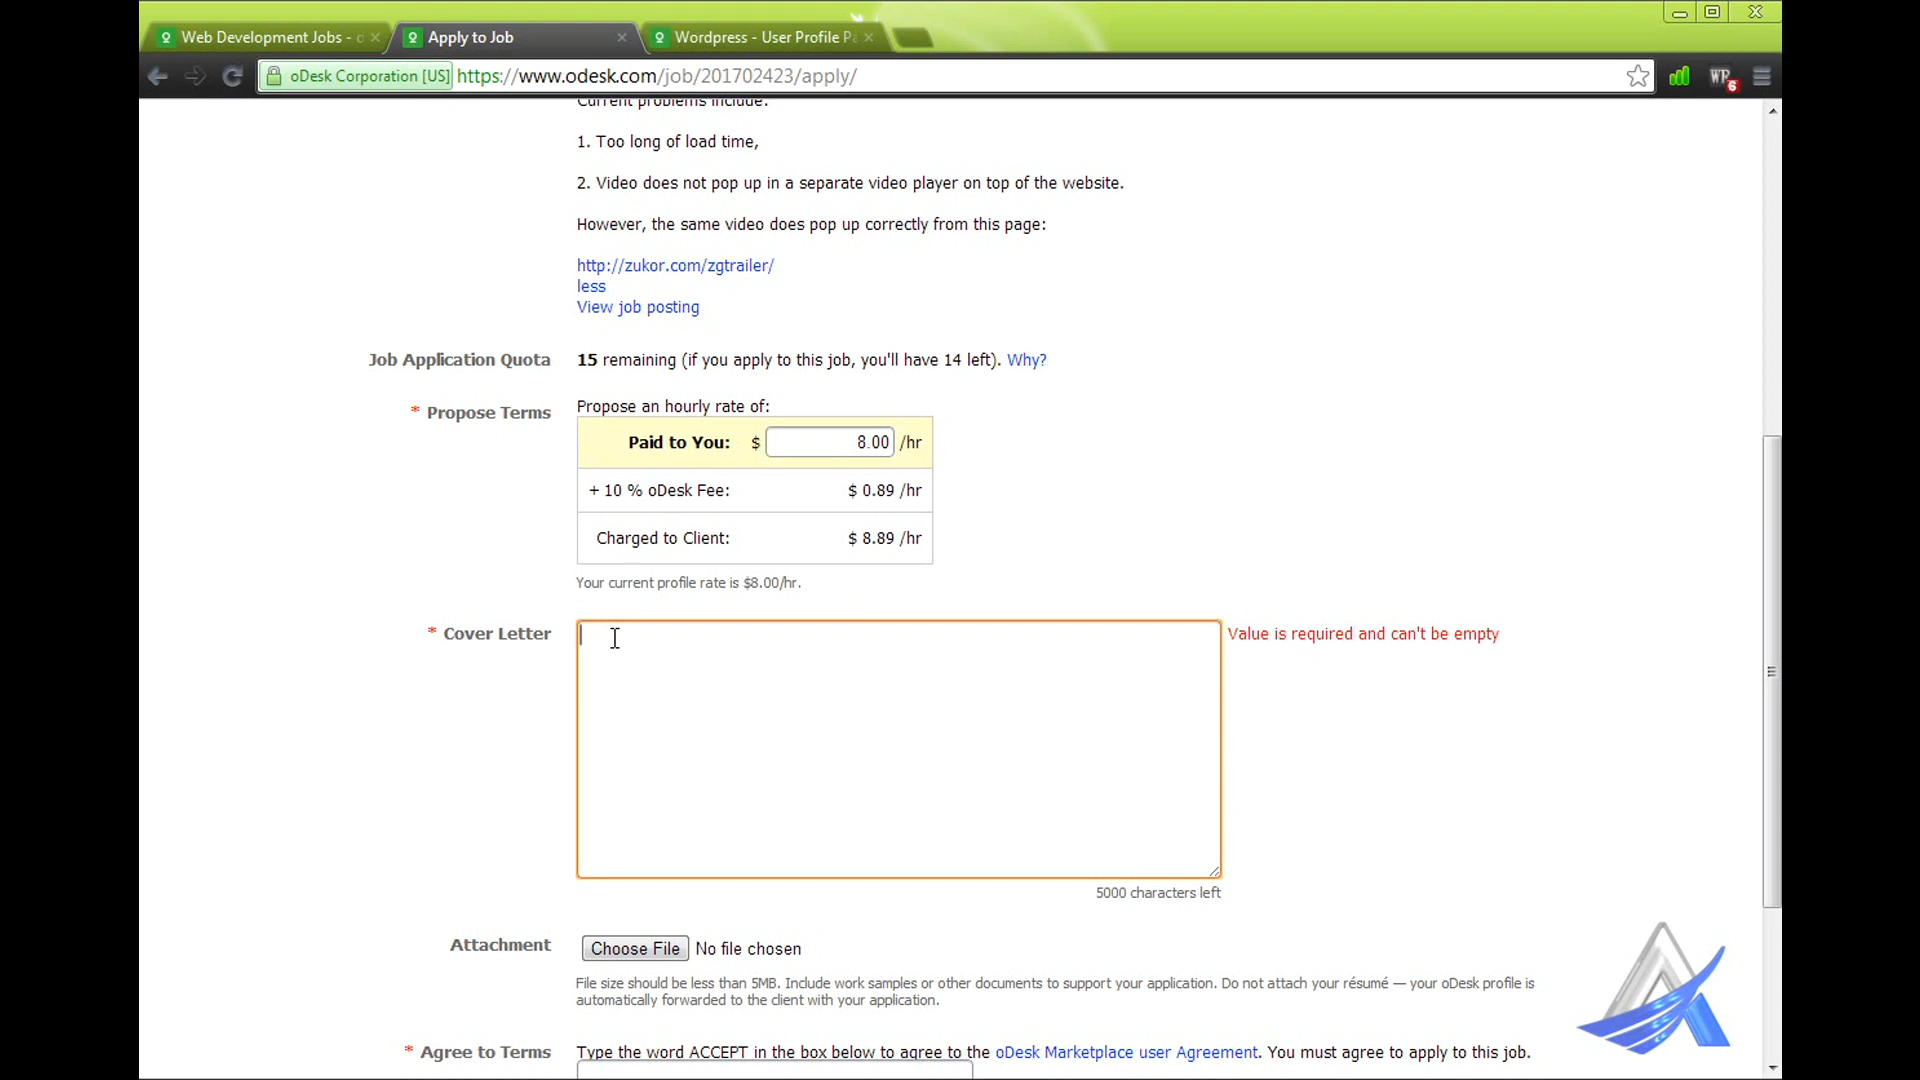 Web Development Jobs - o
Apply to Job
Wordpress - User Profile Pa
oDesk Corporation [US]
https://www.odesk.com/job/201702423/apply/
WP
6
Current problems include:
1. Too long of load time,
2. Video does not pop up in a separate video player on top of the website.
However, the same video does pop up correctly from this page:
http://zukor.com/zgtrailer/
less
View job posting
Job Application Quota
15 remaining (if you apply to this job, you'll have 14 left). Why?
* Propose Terms
Propose an hourly rate of:
Paid to You: $ 8.00 /hr
+ 10 % oDesk Fee: $ 0.89 /hr
Charged to Client: $ 8.89 /hr
Your current profile rate is $8.00/hr.
* Cover Letter
Value is required and can't be empty
5000 characters left
Attachment
Choose File No file chosen
File size should be less than 5MB. Include work samples or other documents to support your application. Do not attach your résumé — your oDesk profile is
automatically forwarded to the client with your application.
* Agree to Terms
Type the word ACCEPT in the box below to agree to the oDesk Marketplace user Agreement. You must agree to apply to this job.